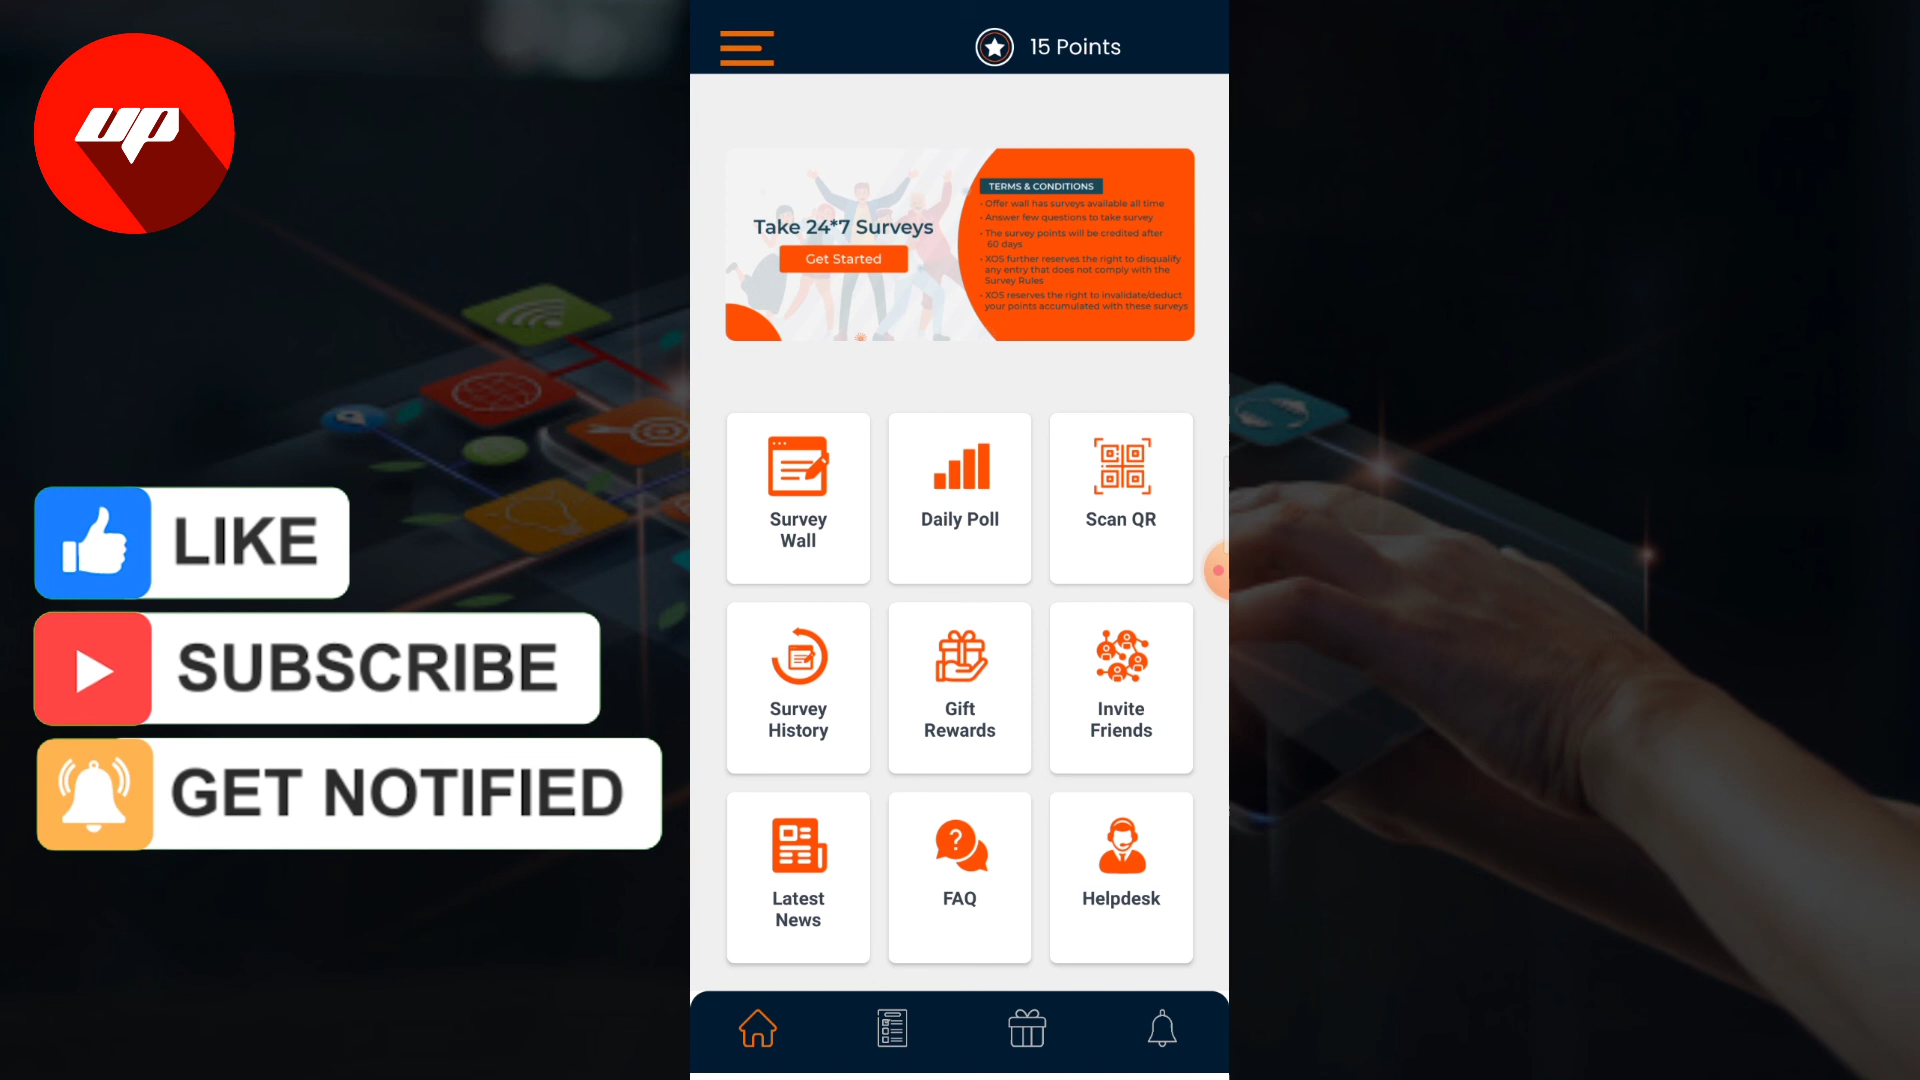 up
LIKE
SUBSCRIBE
GET NOTIFIED
15 Points
Take 24*7 Surveys
Get Started
TERMS & CONDITIONS
• Offer wall has surveys available all time
• Answer few questions to take survey
• The survey points will be credited after
60 days
• XOS further reserves the right to disqualify
any entry that does not comply with the
Survey Rules
• XOS reserves the right to invalidate/deduct
your points accumulated with these surveys
Survey
Wall
Daily Poll
Scan QR
Survey
History
Gift
Rewards
Invite
Friends
Latest
News
FAQ
Helpdesk